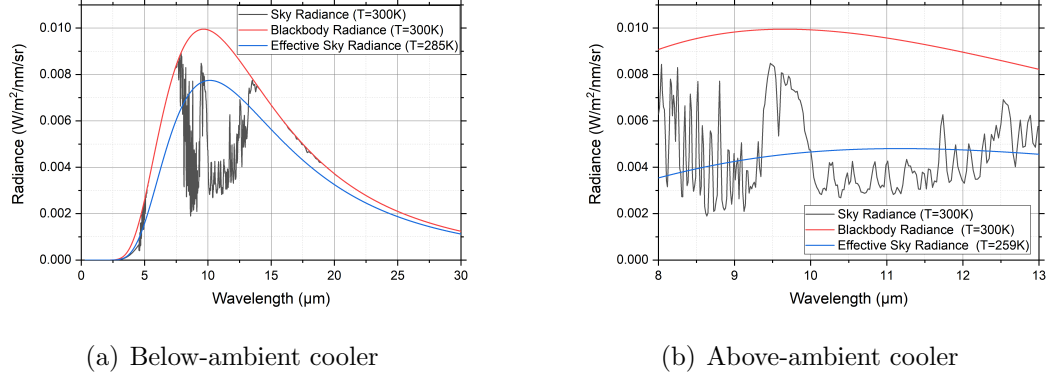 Radiance (W/m²/nm/sr)
0.010
0.008
0.006
0.004
0.002
0.000
0 5 10 15 20 25 30
Wavelength (μm)
Sky Radiance (T=300K)
Blackbody Radiance (T=300K)
Effective Sky Radiance (T=285K)
(a) Below-ambient cooler
Radiance (W/m²/nm/sr)
0.010
0.008
0.006
0.004
0.002
0.000
8 9 10 11 12 13
Wavelength (μm)
Sky Radiance (T=300K)
Blackbody Radiance (T=300K)
Effective Sky Radiance (T=259K)
(b) Above-ambient cooler